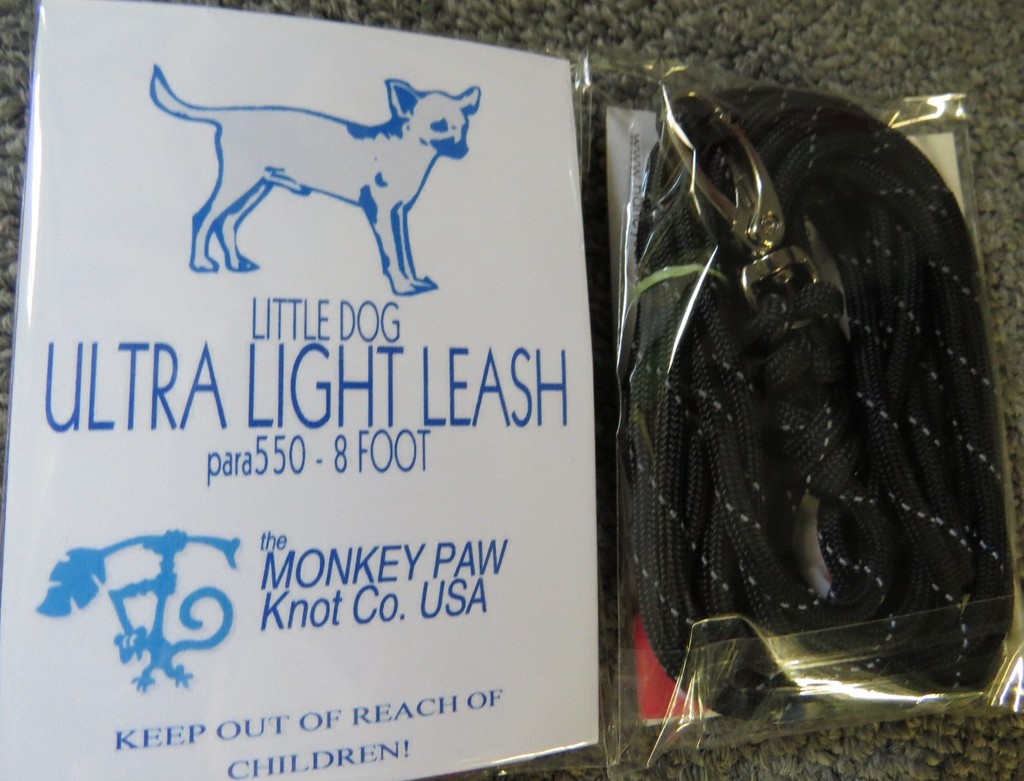 LITTLE DOG
ULTRA LIGHT LEASH
para550 - 8 FOOT
the
MONKEY PAW
Knot Co. USA
KEEP OUT OF REACH OF
CHILDREN!